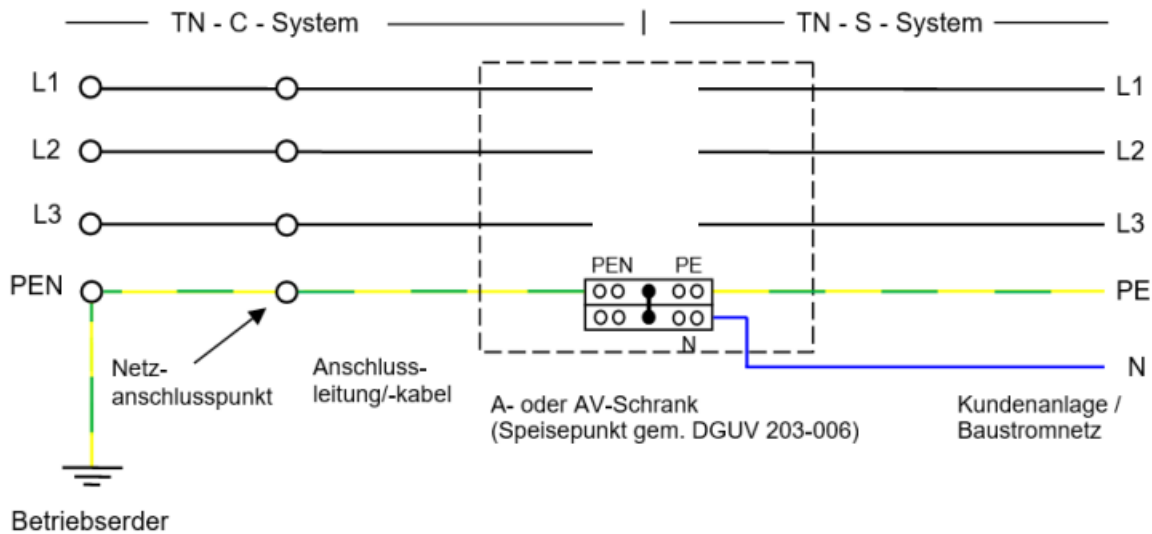 TN - C - System
TN - S - System
L1
L1
L2
L2
L3
L3
PEN
PEN PE
PE
N
N
Netz-
anschlusspunkt
Anschluss-
leitung/-kabel
A- oder AV-Schrank
(Speisepunkt gem. DGUV 203-006)
Kundenanlage /
Baustromnetz
Betriebserder